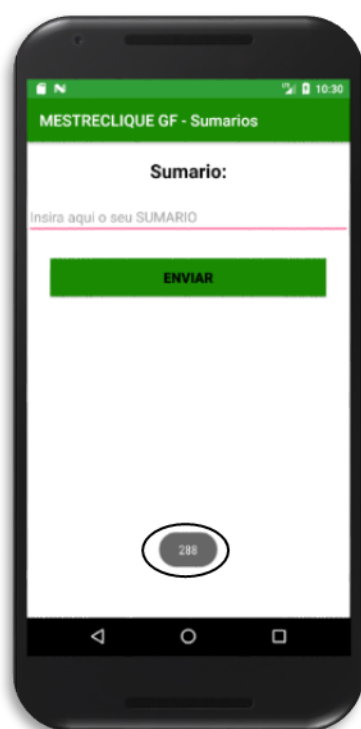 10:30
MESTRECLIQUE GF - Sumarios
Sumario:
Insira aqui o seu SUMARIO
ENVIAR
288